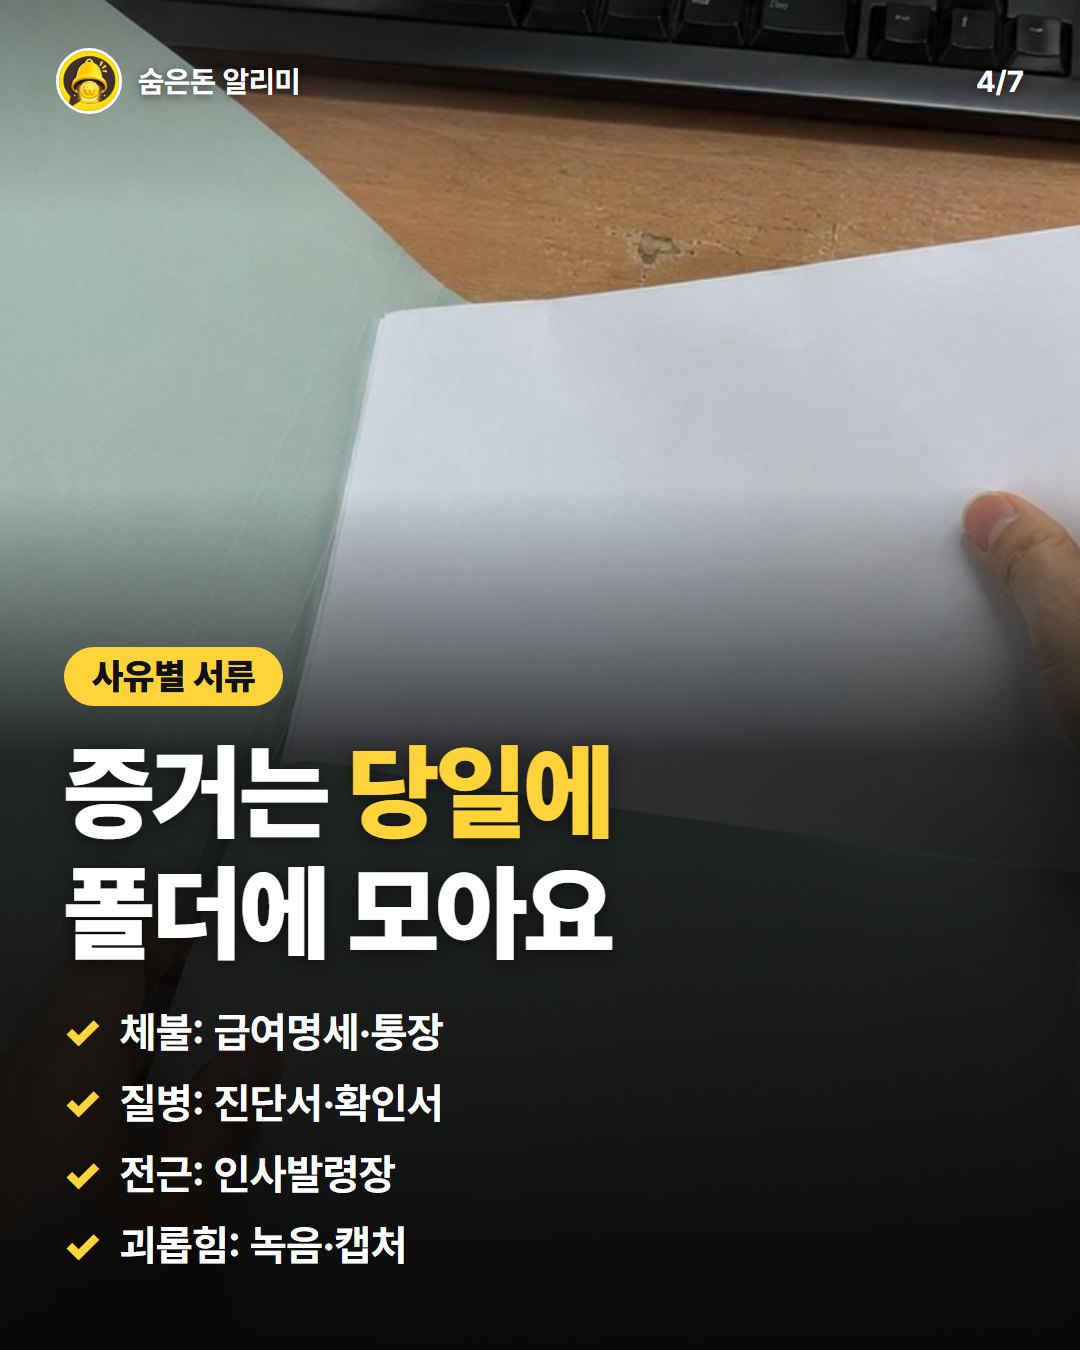 숨은돈 알리미
4/7
사유별 서류
증거는 당일에
폴더에 모아요
체불: 급여명세·통장
질병: 진단서·확인서
전근: 인사발령장
괴롭힘: 녹음·캡처